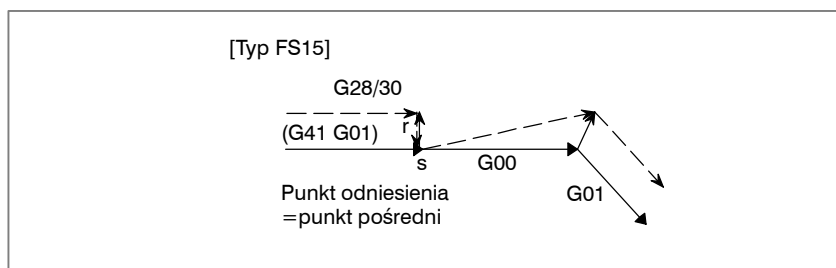 [Typ FS15]
G28/30
(G41 G01)
r
s
G00
G01
Punkt odniesienia
=punkt pośredni